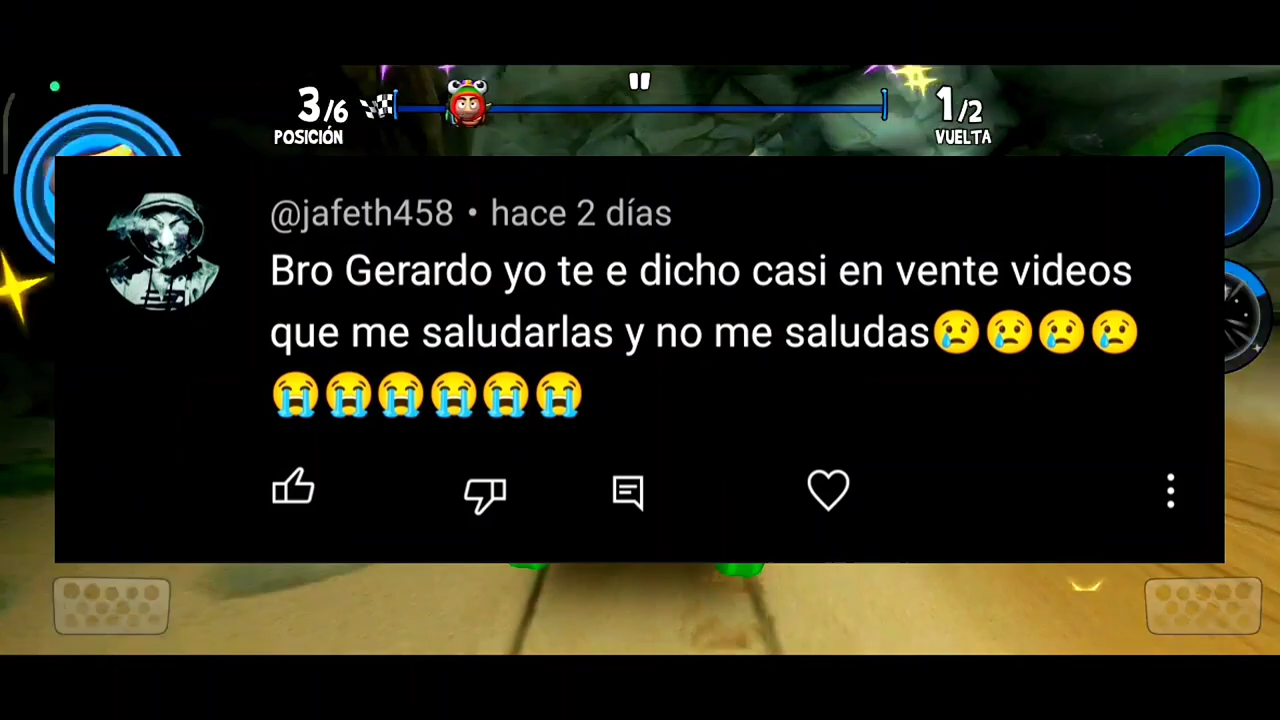 3/6
POSICIÓN
1/2
VUELTA
@jafeth458 • hace 2 días
Bro Gerardo yo te e dicho casi en vente videos
que me saludarlas y no me saludas😢😢😢😢
😭😭😭😭😭😭